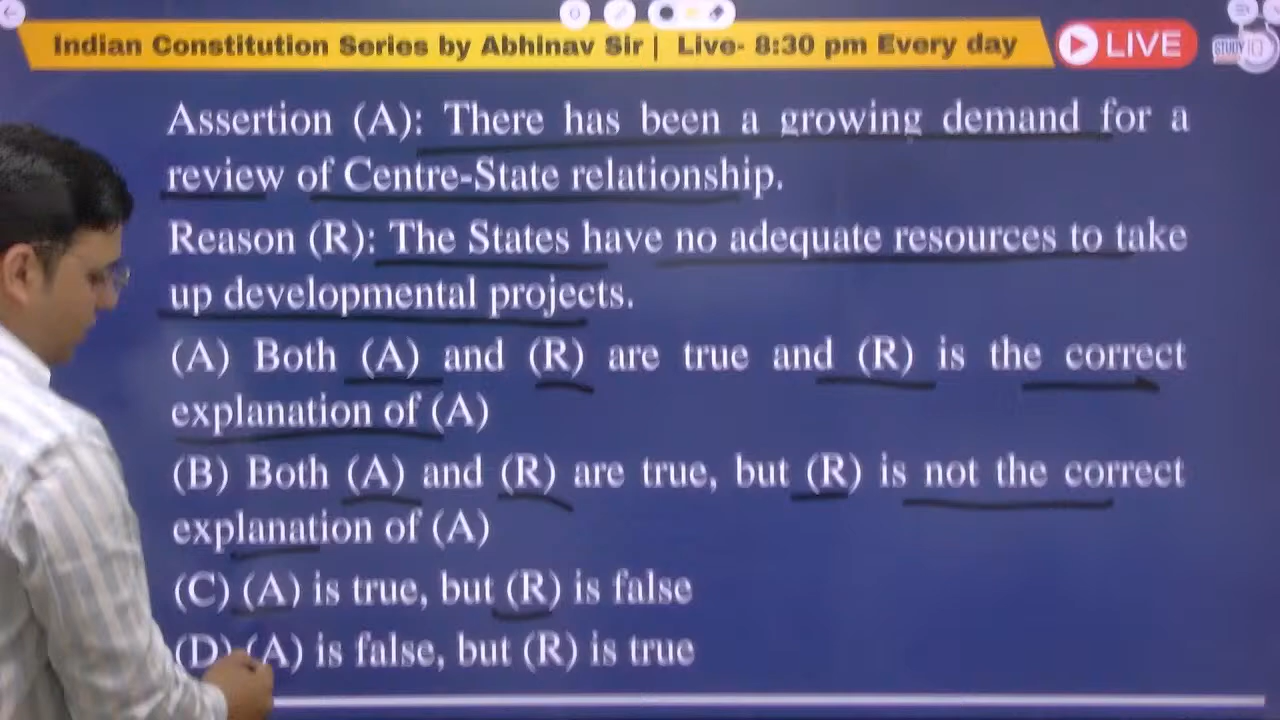 Indian Constitution Series by Abhinav Sir | Live- 8:30 pm Every day
LIVE
STUDY IQ
Assertion (A): There has been a growing demand for a
review of Centre-State relationship.
Reason (R): The States have no adequate resources to take
up developmental projects.
(A) Both (A) and (R) are true and (R) is the correct
explanation of (A)
(B) Both (A) and (R) are true, but (R) is not the correct
explanation of (A)
(C) (A) is true, but (R) is false
(D) (A) is false, but (R) is true